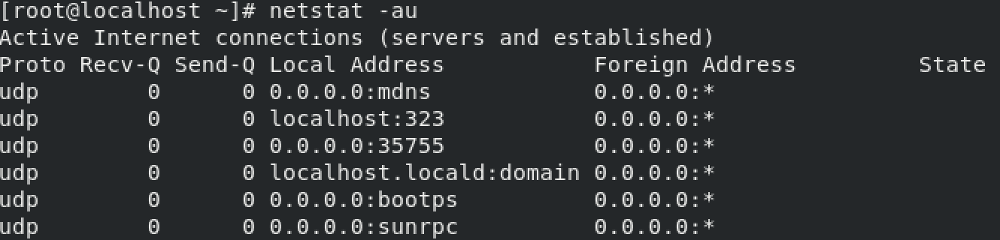 [root@localhost ~]# netstat -au
Active Internet connections (servers and established)
Proto Recv-Q Send-Q Local Address           Foreign Address         State
udp        0      0 0.0.0.0:mdns            0.0.0.0:*
udp        0      0 localhost:323           0.0.0.0:*
udp        0      0 0.0.0.0:35755           0.0.0.0:*
udp        0      0 localhost.locald:domain 0.0.0.0:*
udp        0      0 0.0.0.0:bootps          0.0.0.0:*
udp        0      0 0.0.0.0:sunrpc          0.0.0.0:*